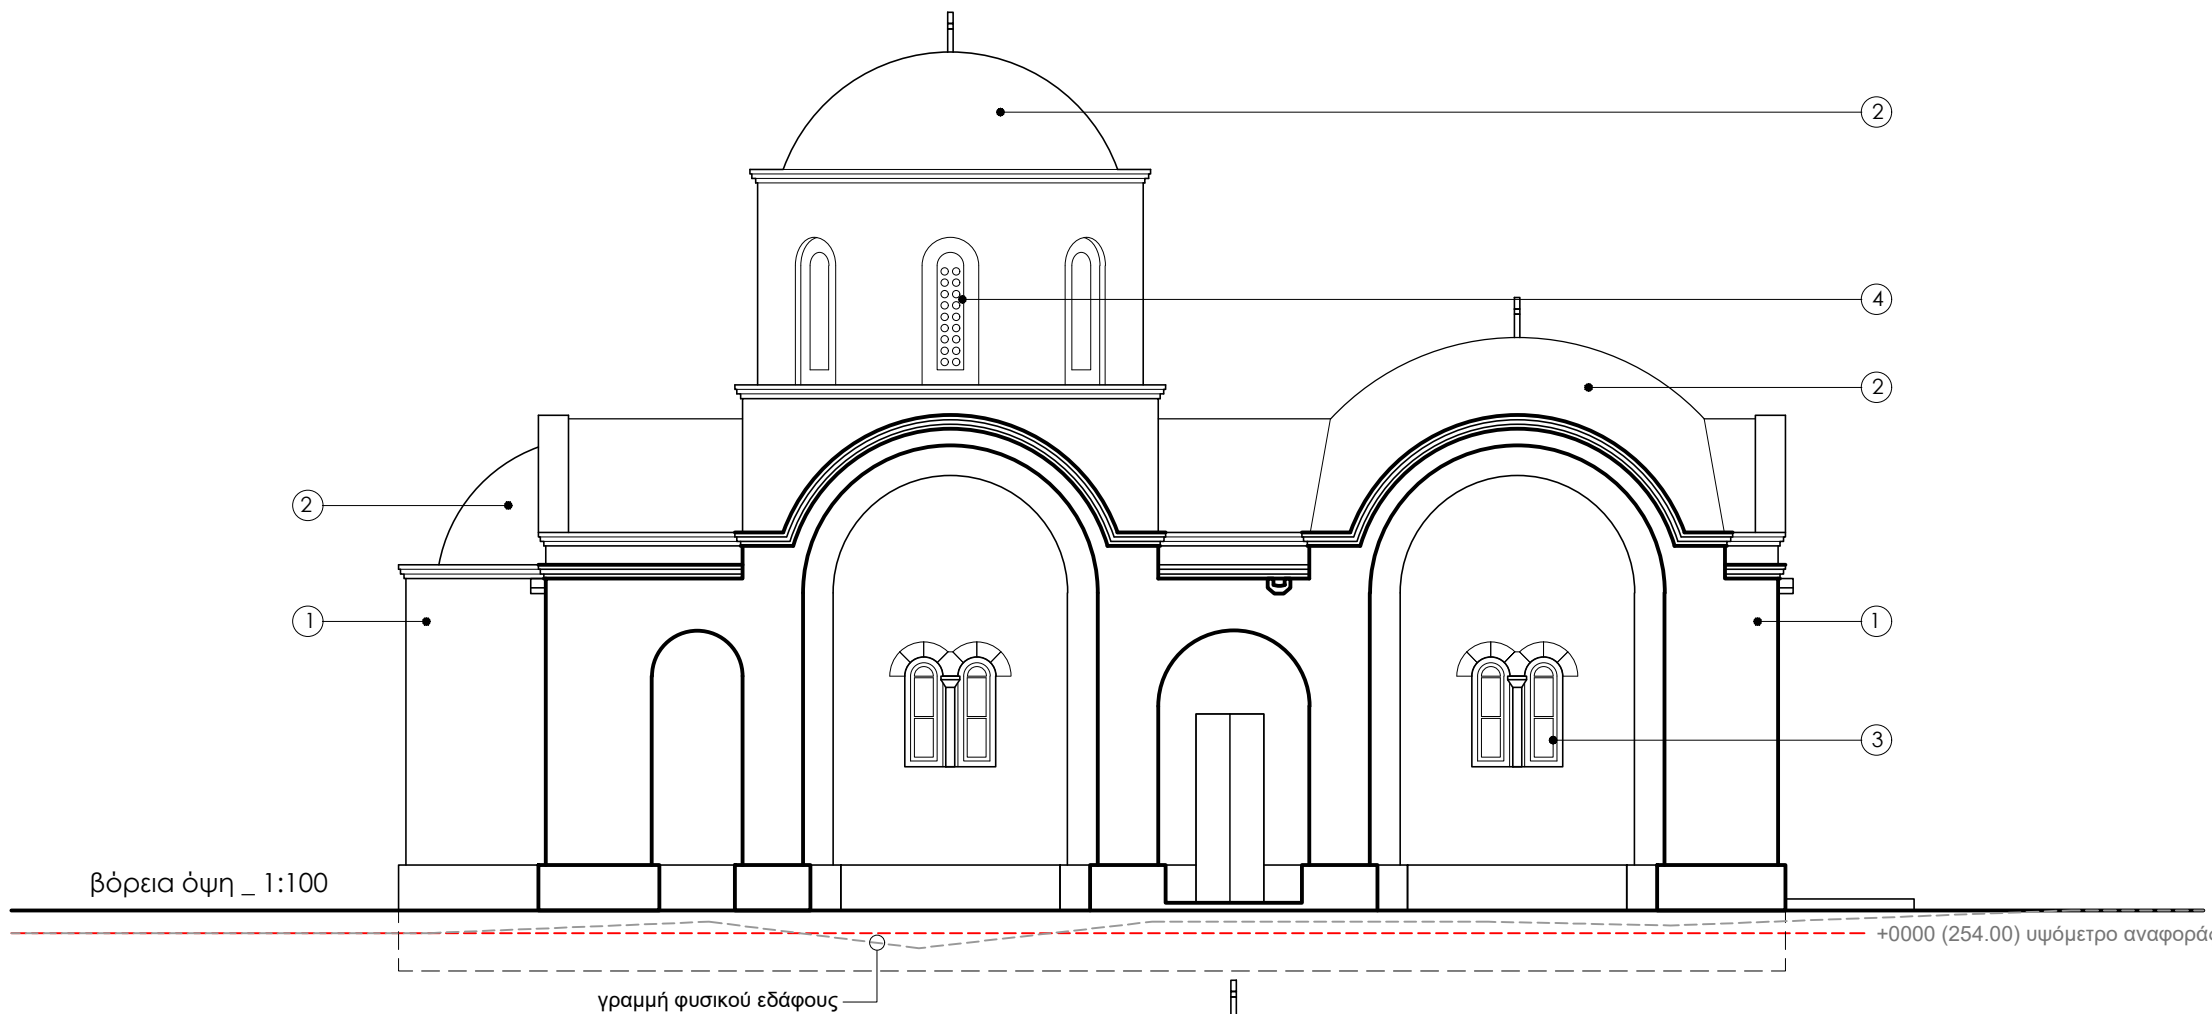 2
4
2
2
1
1
3
βόρεια όψη _ 1:100
+0000 (254.00) υψόμετρο αναφοράς
γραμμή φυσικού εδάφους